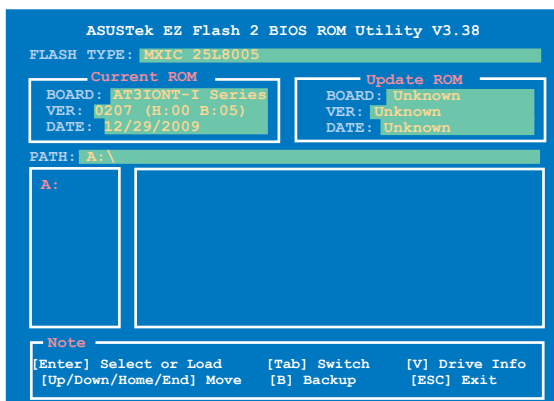 ASUSTek EZ Flash 2 BIOS ROM Utility V3.38
FLASH TYPE: MXIC 25L8005
Current ROM
BOARD: AT3IONT-I Series
VER: 0207 (H:00 B:05)
DATE: 12/29/2009
Update ROM
BOARD: Unknown
VER: Unknown
DATE: Unknown
PATH: A:\
A:
Note
[Enter] Select or Load [Tab] Switch [V] Drive Info
[Up/Down/Home/End] Move [B] Backup [ESC] Exit